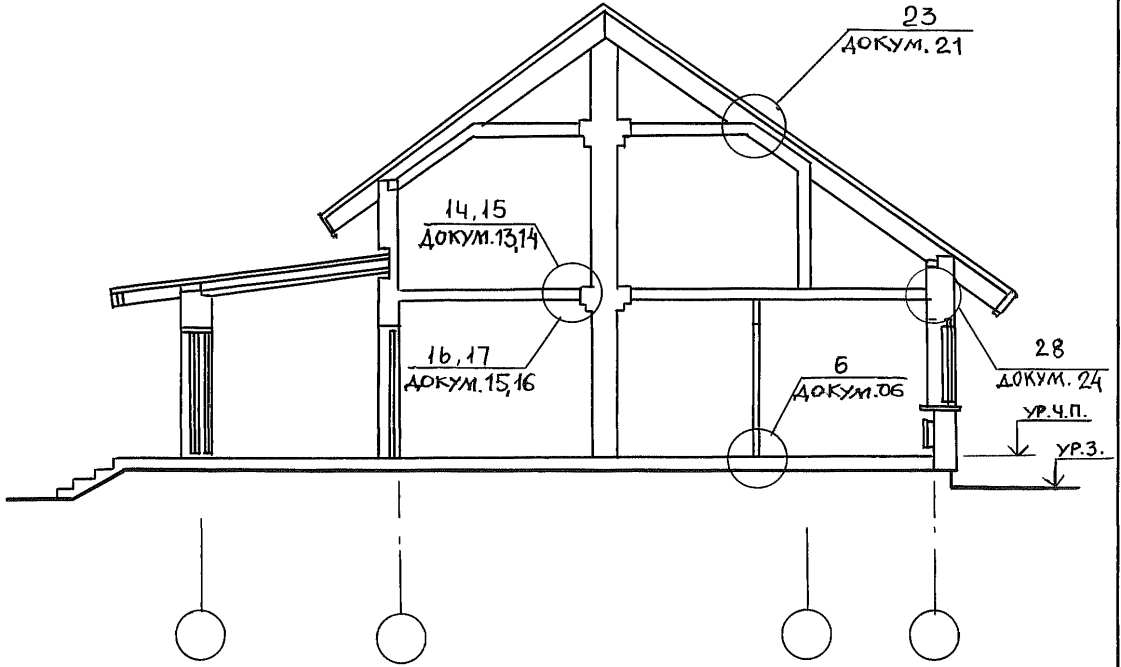 23
ДОКУМ. 21
14,15
ДОКУМ.13,14
16,17
ДОКУМ.15,16
6
ДОКУМ.06
28
ДОКУМ. 24
УР.Ч.П.
УР.З.